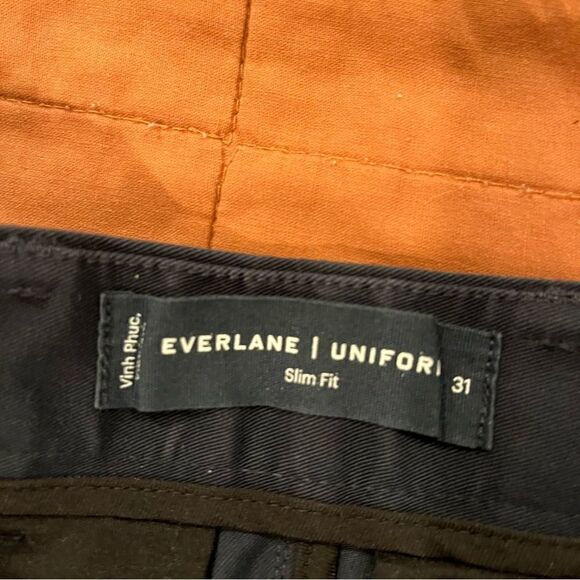 Vinh Phuc,
EVERLANE | UNIFOR
Slim Fit
31